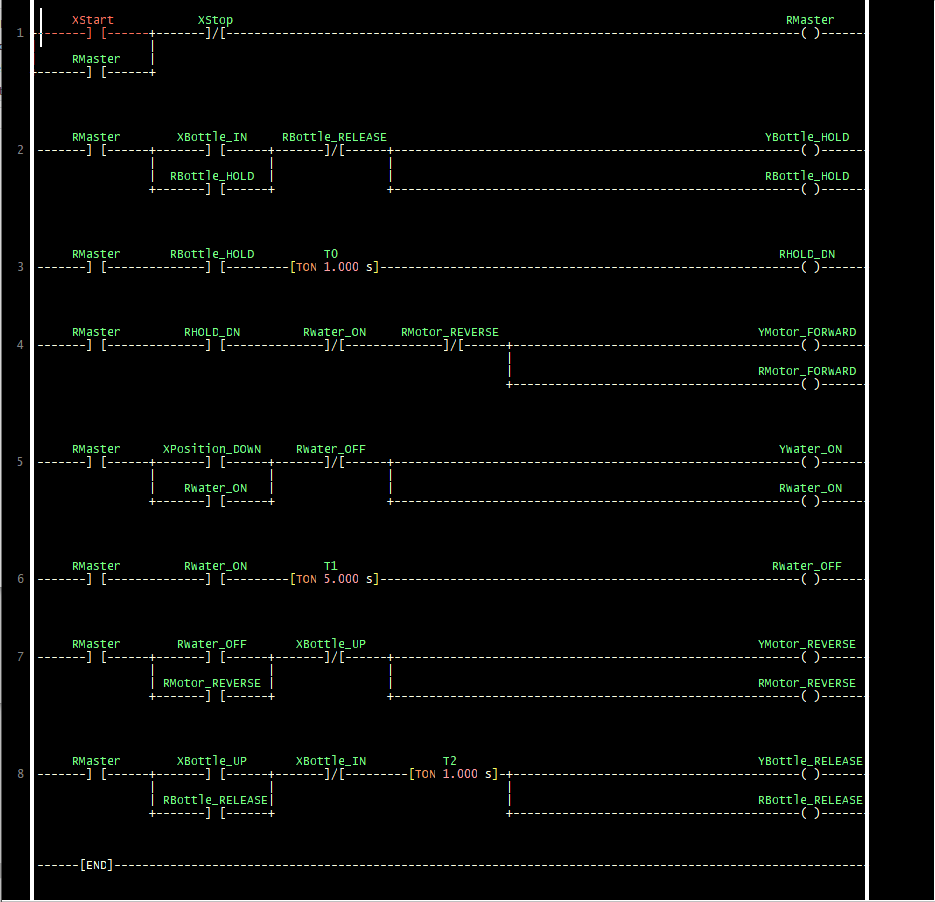 XStart XStop RMaster
1 ] [ ]/[ ( )
RMaster
] [
RMaster XBottle_IN RBottle_RELEASE YBottle_HOLD
2 ] [ ] [ ]/[ ( )
RBottle_HOLD RBottle_HOLD
] [ ( )
RMaster RBottle_HOLD T0 RHOLD_DN
3 ] [ ] [ [TON 1.000 s] ( )
RMaster RHOLD_DN RWater_ON RMotor_REVERSE YMotor_FORWARD
4 ] [ ] [ ]/[ ]/[ ( )
RMotor_FORWARD
( )
RMaster XPosition_DOWN RWater_OFF YWater_ON
5 ] [ ] [ ]/[ ( )
RWater_ON RWater_ON
] [ ( )
RMaster RWater_ON T1 RWater_OFF
6 ] [ ] [ [TON 5.000 s] ( )
RMaster RWater_OFF XBottle_UP YMotor_REVERSE
7 ] [ ] [ ]/[ ( )
RMotor_REVERSE RMotor_REVERSE
] [ ( )
RMaster XBottle_UP XBottle_IN T2 YBottle_RELEASE
8 ] [ ] [ ]/[ [TON 1.000 s] ( )
RBottle_RELEASE RBottle_RELEASE
] [ ( )
[END]